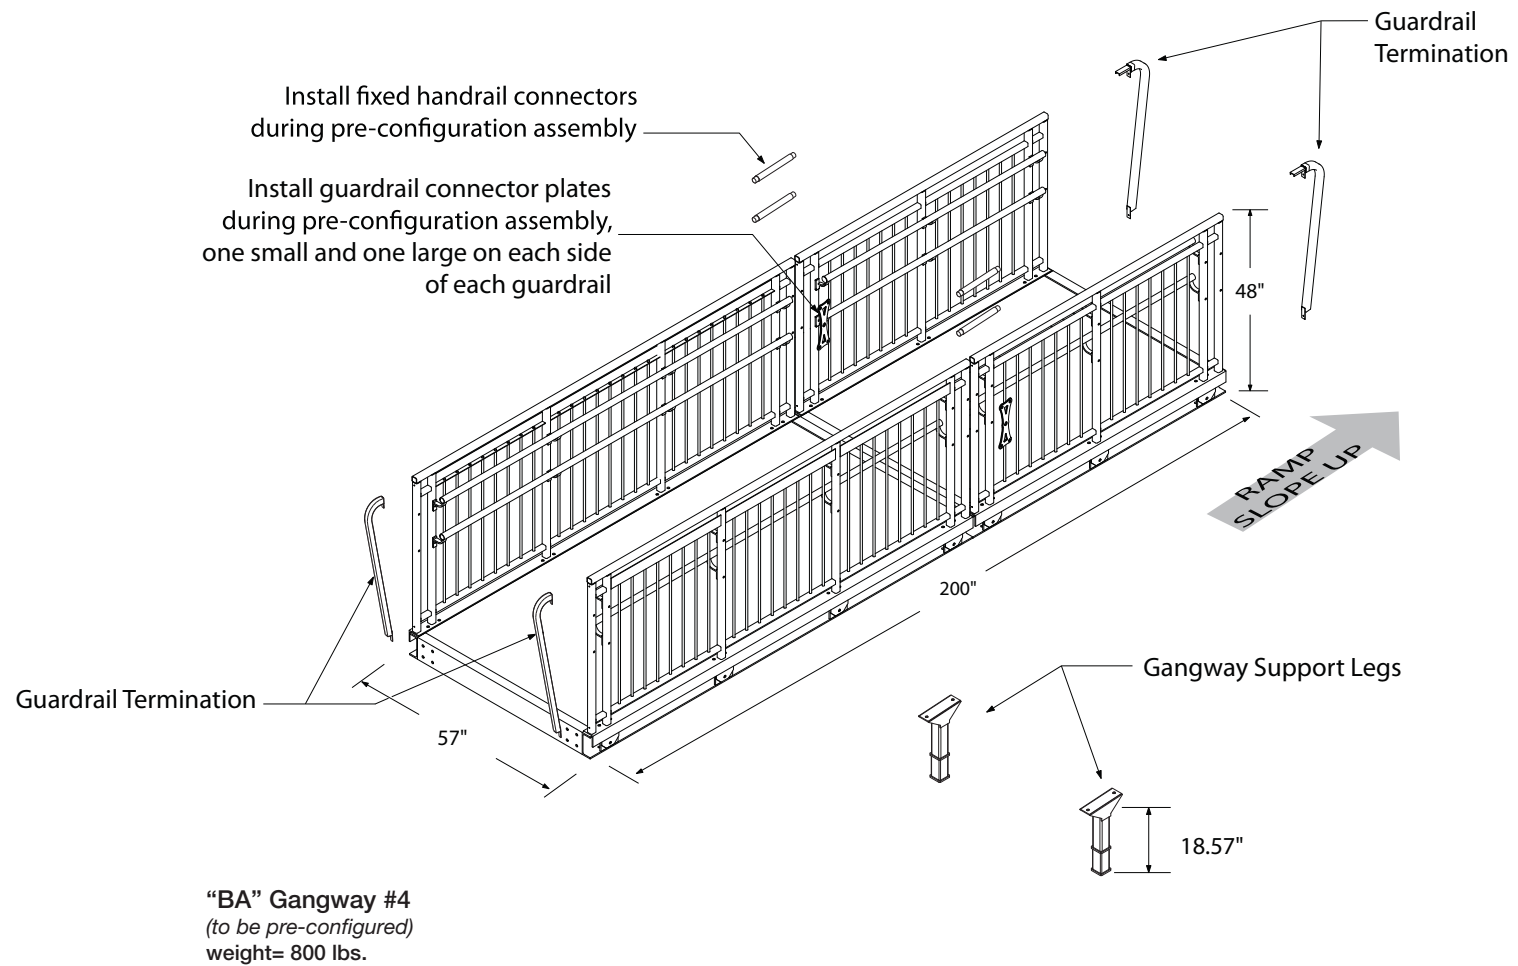 Guardrail
Termination
Install fixed handrail connectors
during pre-configuration assembly
Install guardrail connector plates
during pre-configuration assembly,
one small and one large on each side
of each guardrail
48"
RAMP
SLOPE UP
200"
Gangway Support Legs
Guardrail Termination
57"
18.57"
“BA” Gangway #4
(to be pre-configured)
weight= 800 lbs.